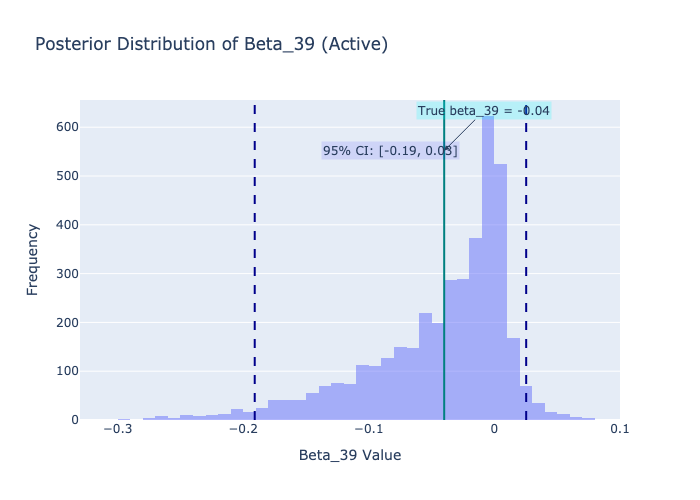 Posterior Distribution of Beta_39 (Active)
True beta_39 = -0.04
95% CI: [-0.19, 0.03]
Frequency
600
500
400
300
200
100
0
−0.3 −0.2 −0.1 0 0.1
Beta_39 Value